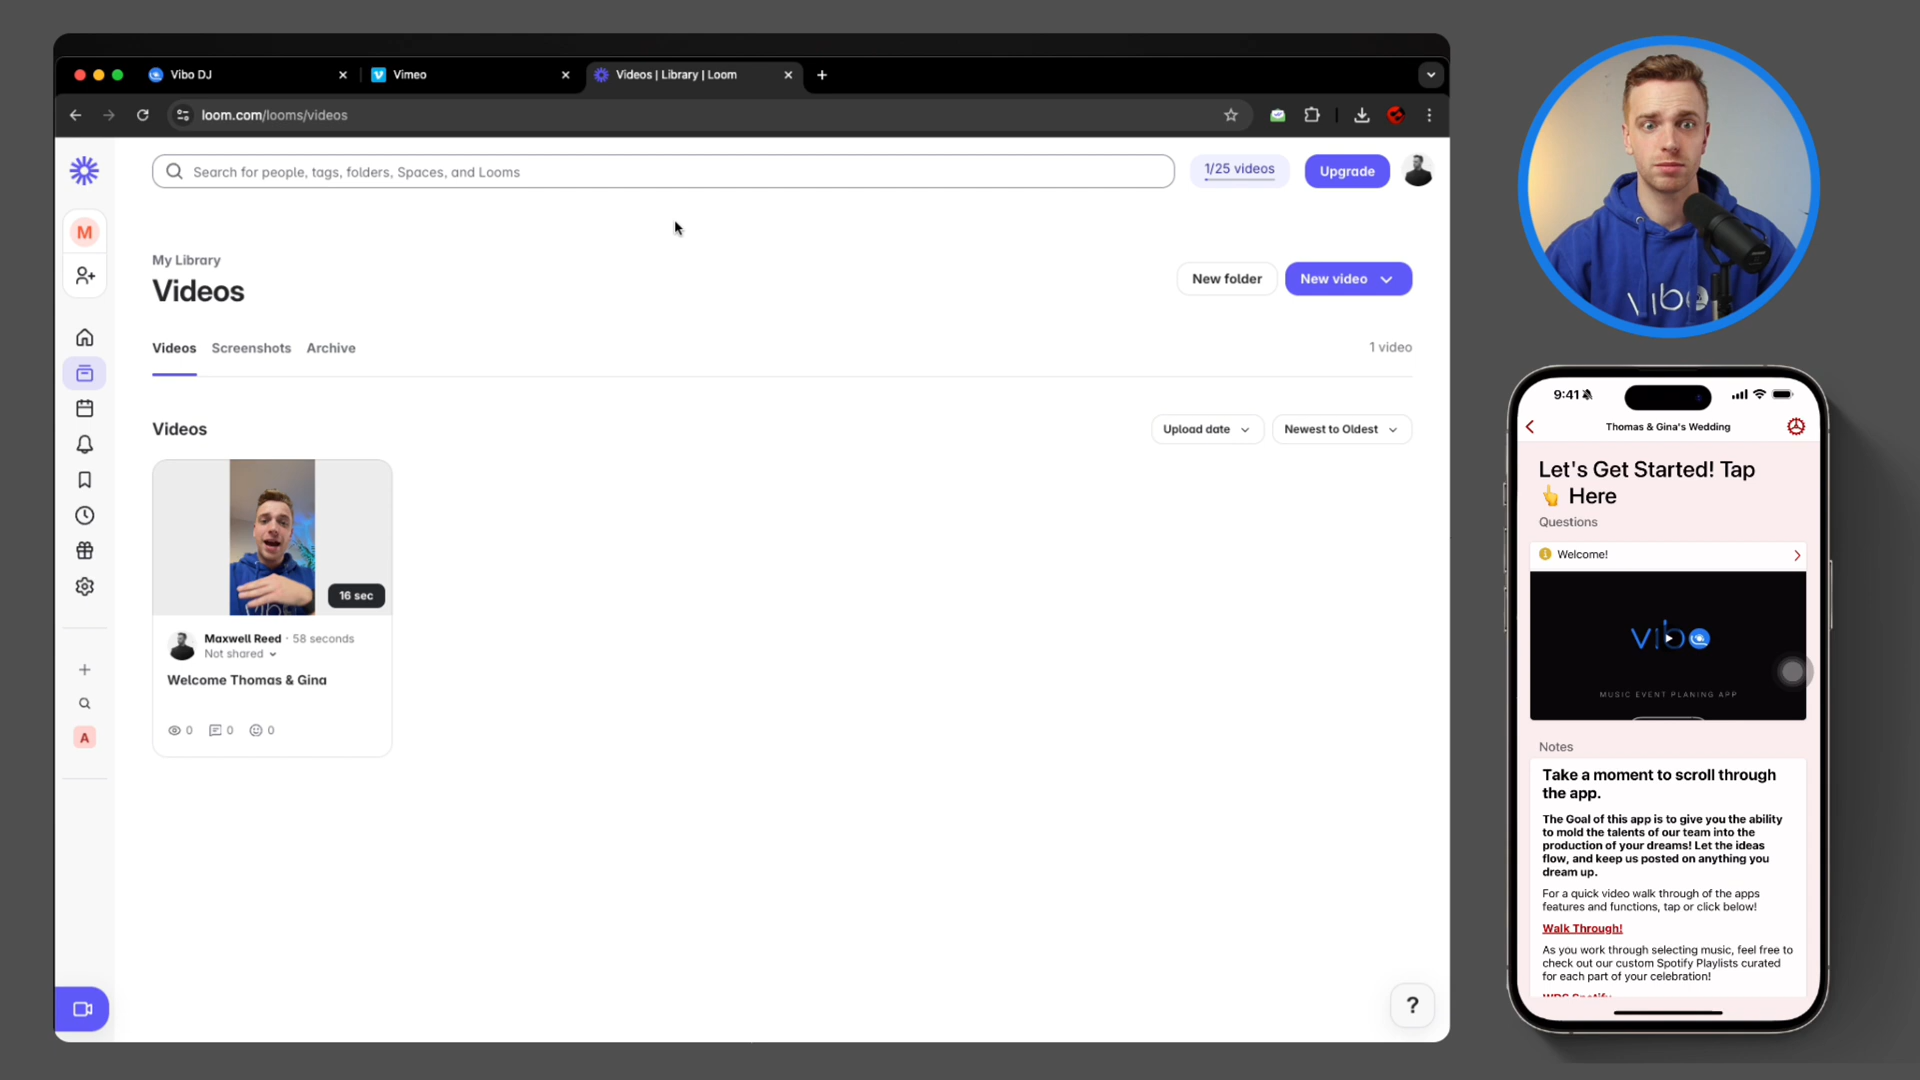 Vibo DJ
Vimeo
Videos | Library | Loom
loom.com/looms/videos
Search for people, tags, folders, Spaces, and Looms
1/25 videos
Upgrade
M
My Library
Videos
New folder
New video
Videos
Screenshots
Archive
1 video
Videos
Upload date
Newest to Oldest
16 sec
Maxwell Reed · 58 seconds
Not shared
Welcome Thomas & Gina
0
0
0
A
?
vibo
9:41
Thomas & Gina's Wedding
Let's Get Started! Tap
👆 Here
Questions
Welcome!
vibo
MUSIC EVENT PLANING APP
Notes
Take a moment to scroll through
the app.
The Goal of this app is to give you the ability
to mold the talents of our team into the
production of your dreams! Let the ideas
flow, and keep us posted on anything you
dream up.
For a quick video walk through of the apps
features and functions, tap or click below!
Walk Through!
As you work through selecting music, feel free to
check out our custom Spotify Playlists curated
for each part of your celebration!